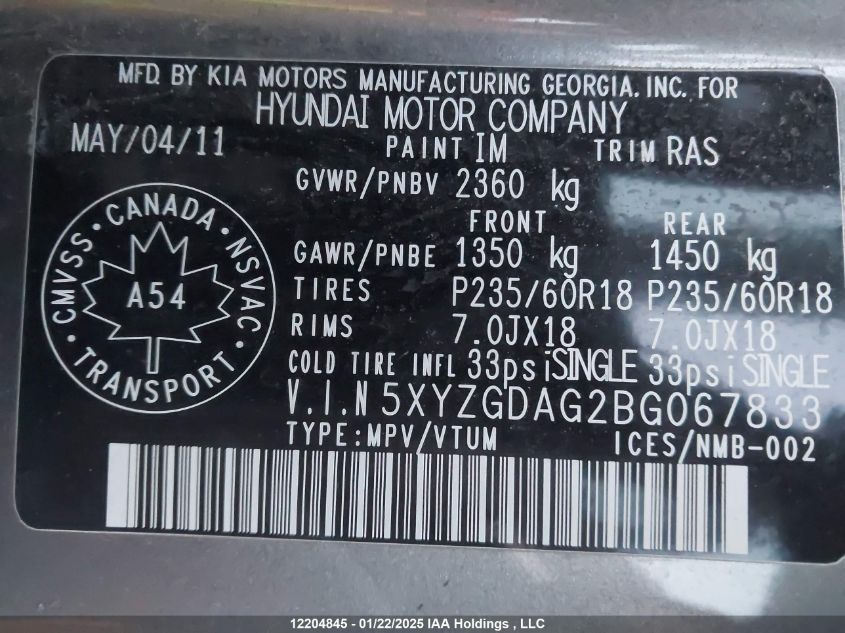 MFD. BY KIA MOTORS MANUFACTURING GEORGIA. INC. FOR
HYUNDAI MOTOR COMPANY
MAY/04/11 PAINT IM TRIM RAS
GVWR/PNBV 2360 kg
FRONT REAR
GAWR/PNBE 1350 kg 1450 kg
TIRES P235/60R18 P235/60R18
RIMS 7.0JX18 7.0JX18
COLD TIRE INFL 33psi SINGLE 33psi SINGLE
V.I.N 5XYZGDAG2BG067833
TYPE:MPV/VTUM ICES/NMB-002
CMVSS • CANADA • NSVAC • TRANSPORT •
A54
12204845 - 01/22/2025 IAA Holdings , LLC